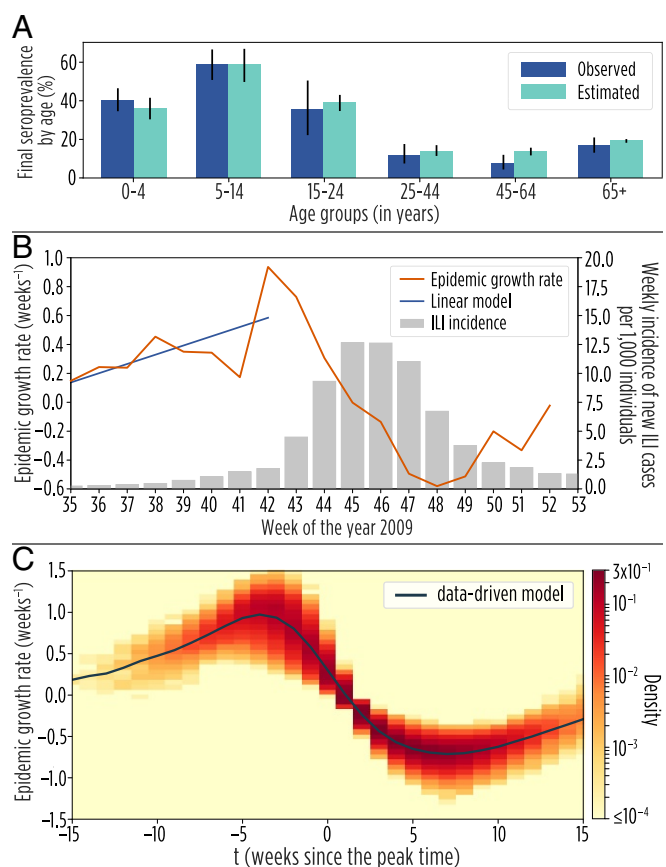 A
Final seroprevalence
by age (%)
60
40
20
0
Observed
Estimated
0-4
5-14
15-24
25-44
45-64
65+
Age groups (in years)
B
Epidemic growth rate (weeks⁻¹)
1.0
0.8
0.6
0.4
0.2
0.0
−0.2
−0.4
−0.6
Epidemic growth rate
Linear model
ILI incidence
20.0
17.5
15.0
12.5
10.0
7.5
5.0
2.5
0.0
Weekly incidence of new ILI cases
per 1,000 individuals
35 36 37 38 39 40 41 42 43 44 45 46 47 48 49 50 51 52 53
Week of the year 2009
C
Epidemic growth rate (weeks⁻¹)
1.5
1.0
0.5
0.0
−0.5
−1.0
−1.5
data-driven model
3x10⁻¹
10⁻¹
10⁻²
10⁻³
≤10⁻⁴
Density
−15 −10 −5 0 5 10 15
t (weeks since the peak time)